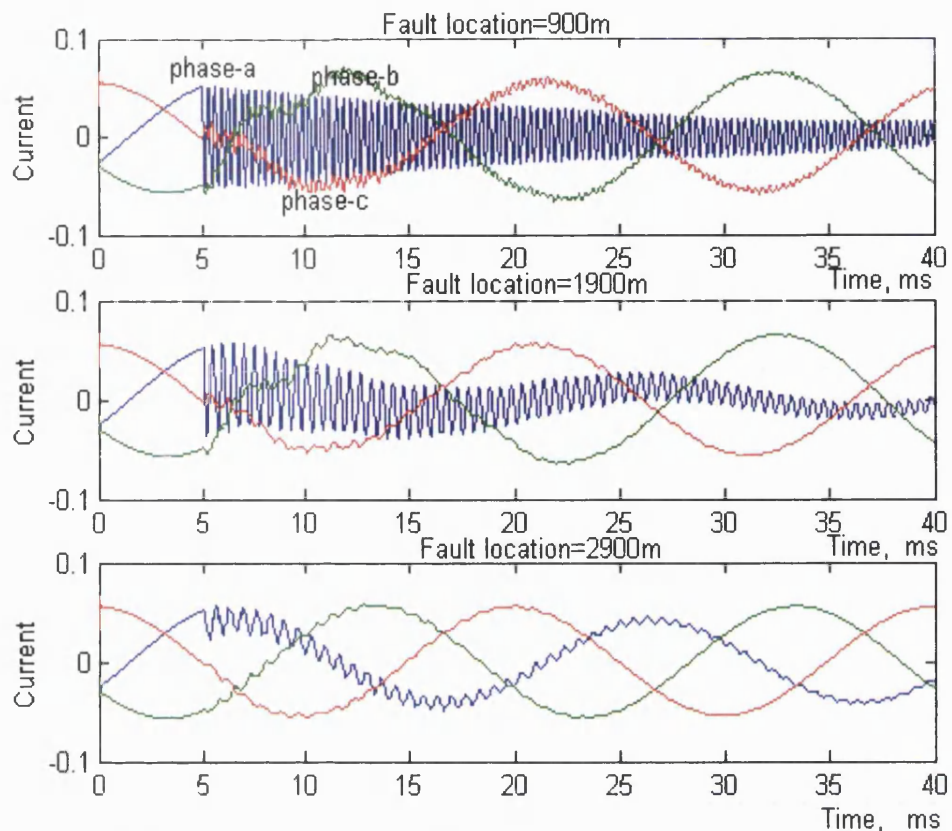 Fault location=900m
0.1
phase-a
phase-b
Current
0
phase-c
-0.1
0 5 10 15 20 25 30 35 40
Time, ms
Fault location=1900m
0.1
Current
0
-0.1
0 5 10 15 20 25 30 35 40
Time, ms
Fault location=2900m
0.1
Current
0
-0.1
0 5 10 15 20 25 30 35 40
Time, ms